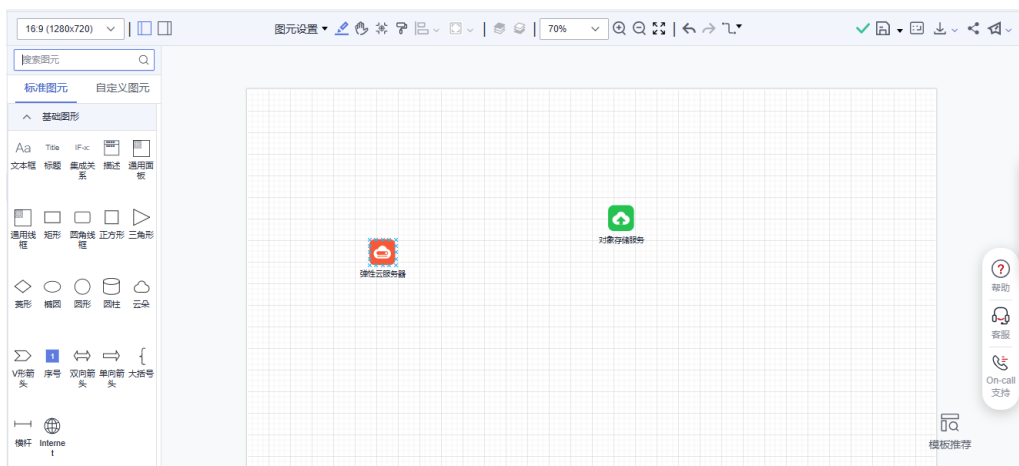 16:9 (1280x720)
图元设置
70%
搜索图元
标准图元 自定义图元
基础图形
Aa Title IF-xx
文本框 标题 集成关系 描述 通用面板
通用线框 矩形 圆角线框 正方形 三角形
菱形 椭圆 圆形 圆柱 云朵
1
V形箭头 序号 双向箭头 单向箭头 大括号
横杆 Internet
对象存储服务
弹性云服务器
帮助
客服
On-call
支持
模板推荐